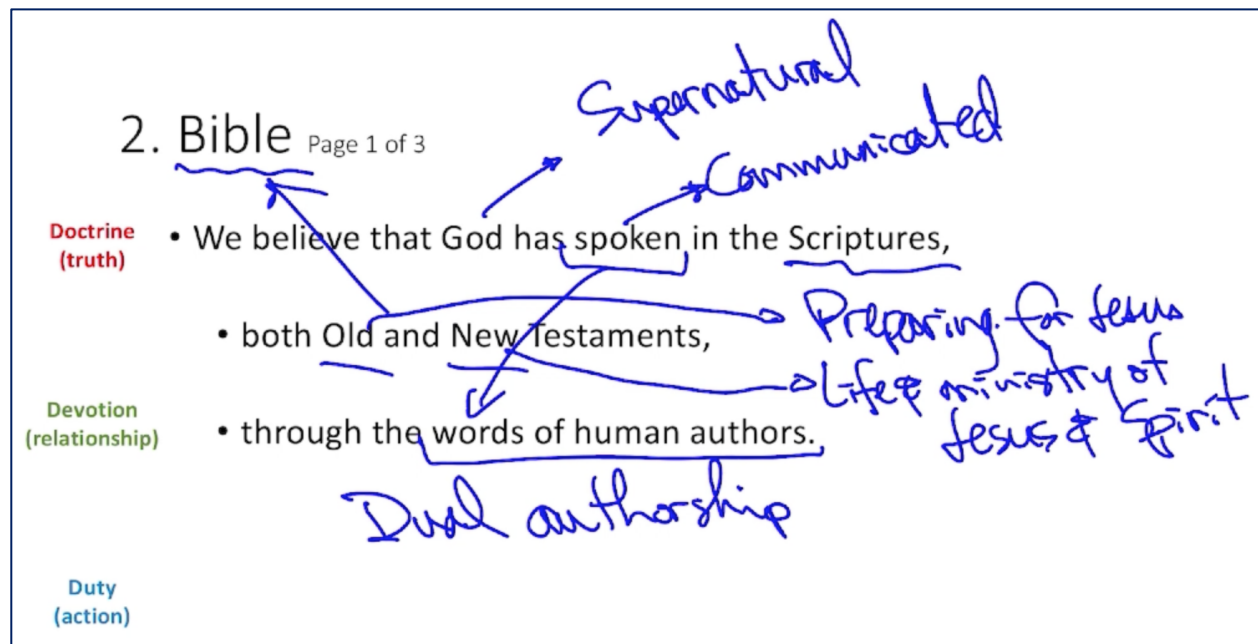 Supernatural
2. Bible Page 1 of 3
Communicated
Doctrine
(truth)
• We believe that God has spoken in the Scriptures,
Preparing for Jesus
• both Old and New Testaments,
Life & ministry of
Jesus & Spirit
Devotion
(relationship)
• through the words of human authors.
Dual authorship
Duty
(action)